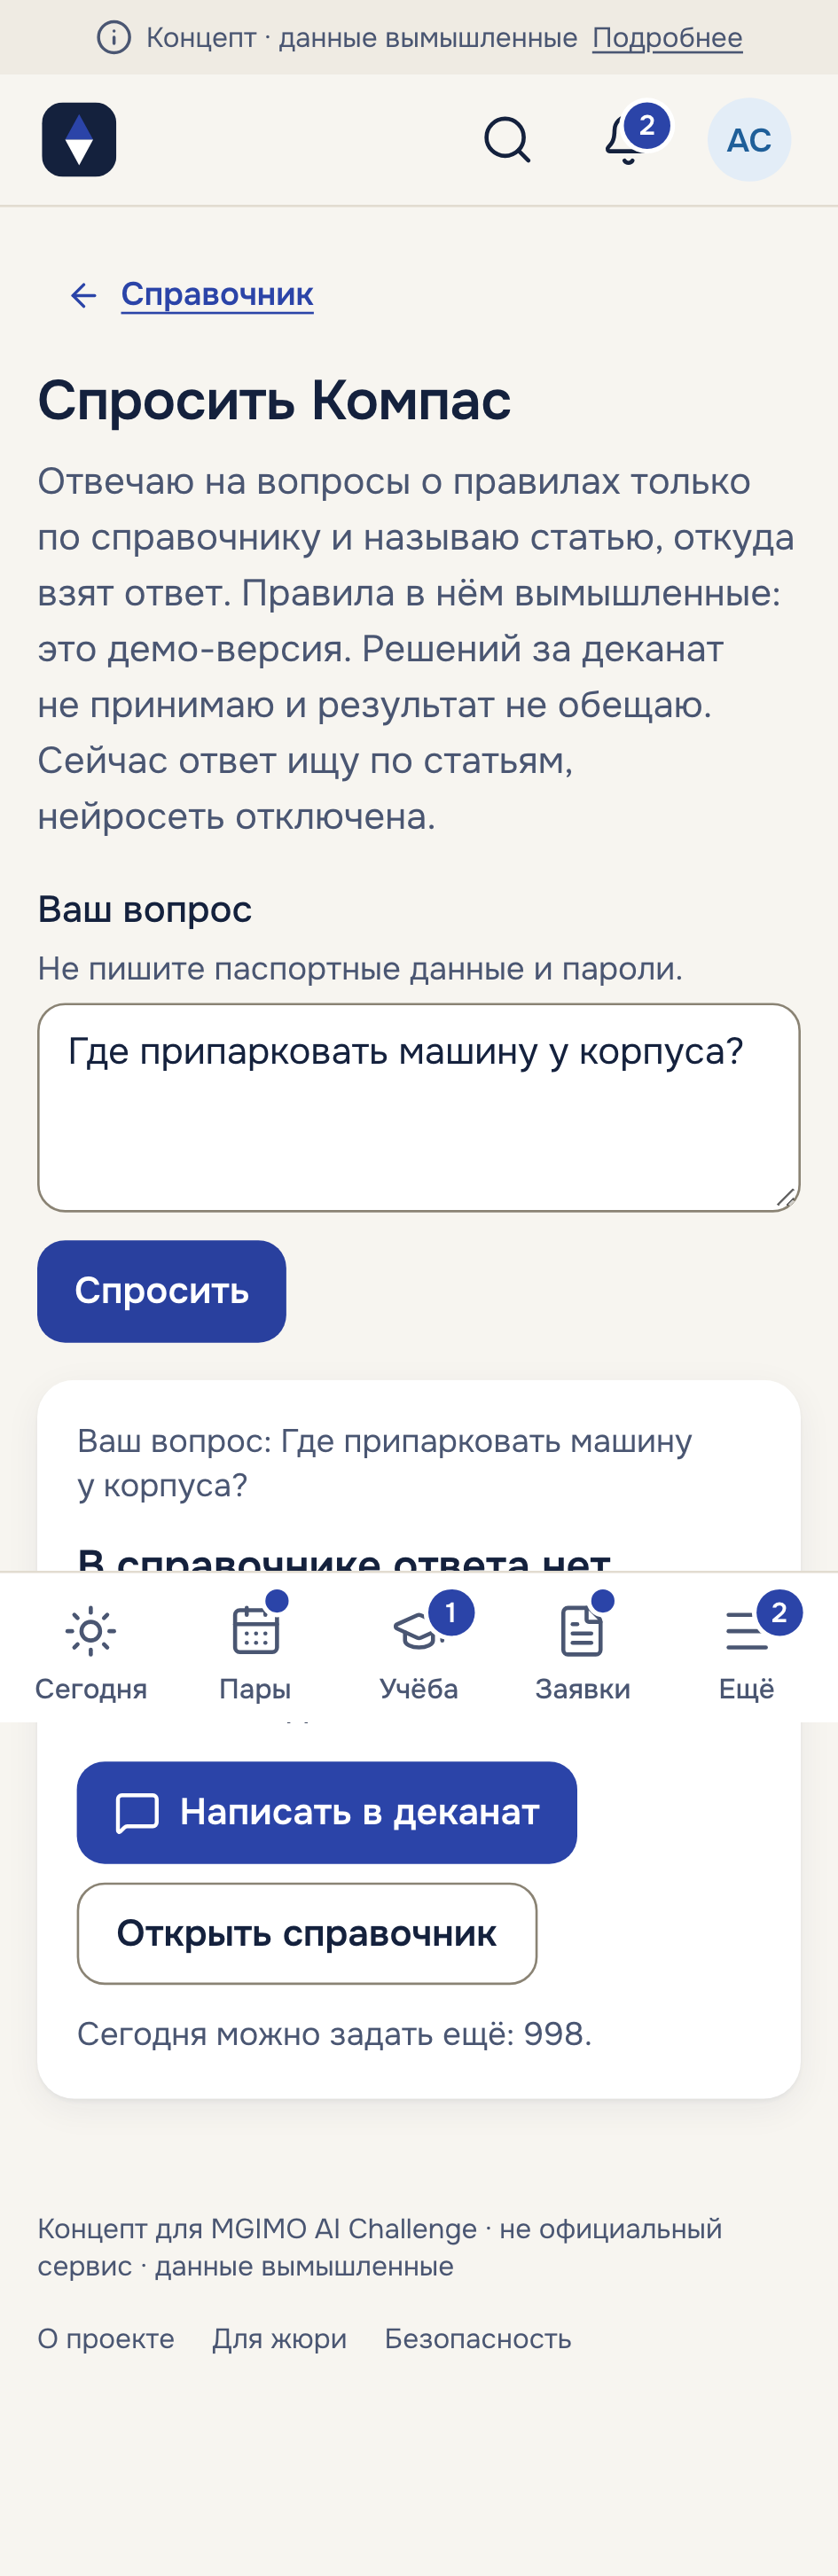 Концепт · данные вымышленные Подробнее
2
АС
Справочник
Спросить Компас
Отвечаю на вопросы о правилах только
по справочнику и называю статью, откуда
взят ответ. Правила в нём вымышленные:
это демо-версия. Решений за деканат
не принимаю и результат не обещаю.
Сейчас ответ ищу по статьям,
нейросеть отключена.
Ваш вопрос
Не пишите паспортные данные и пароли.
Где припарковать машину у корпуса?
Спросить
Ваш вопрос: Где припарковать машину
у корпуса?
В справочнике ответа нет
1
2
Сегодня
Пары
Учёба
Заявки
Ещё
Написать в деканат
Открыть справочник
Сегодня можно задать ещё: 998.
Концепт для MGIMO AI Challenge · не официальный
сервис · данные вымышленные
О проекте
Для жюри
Безопасность